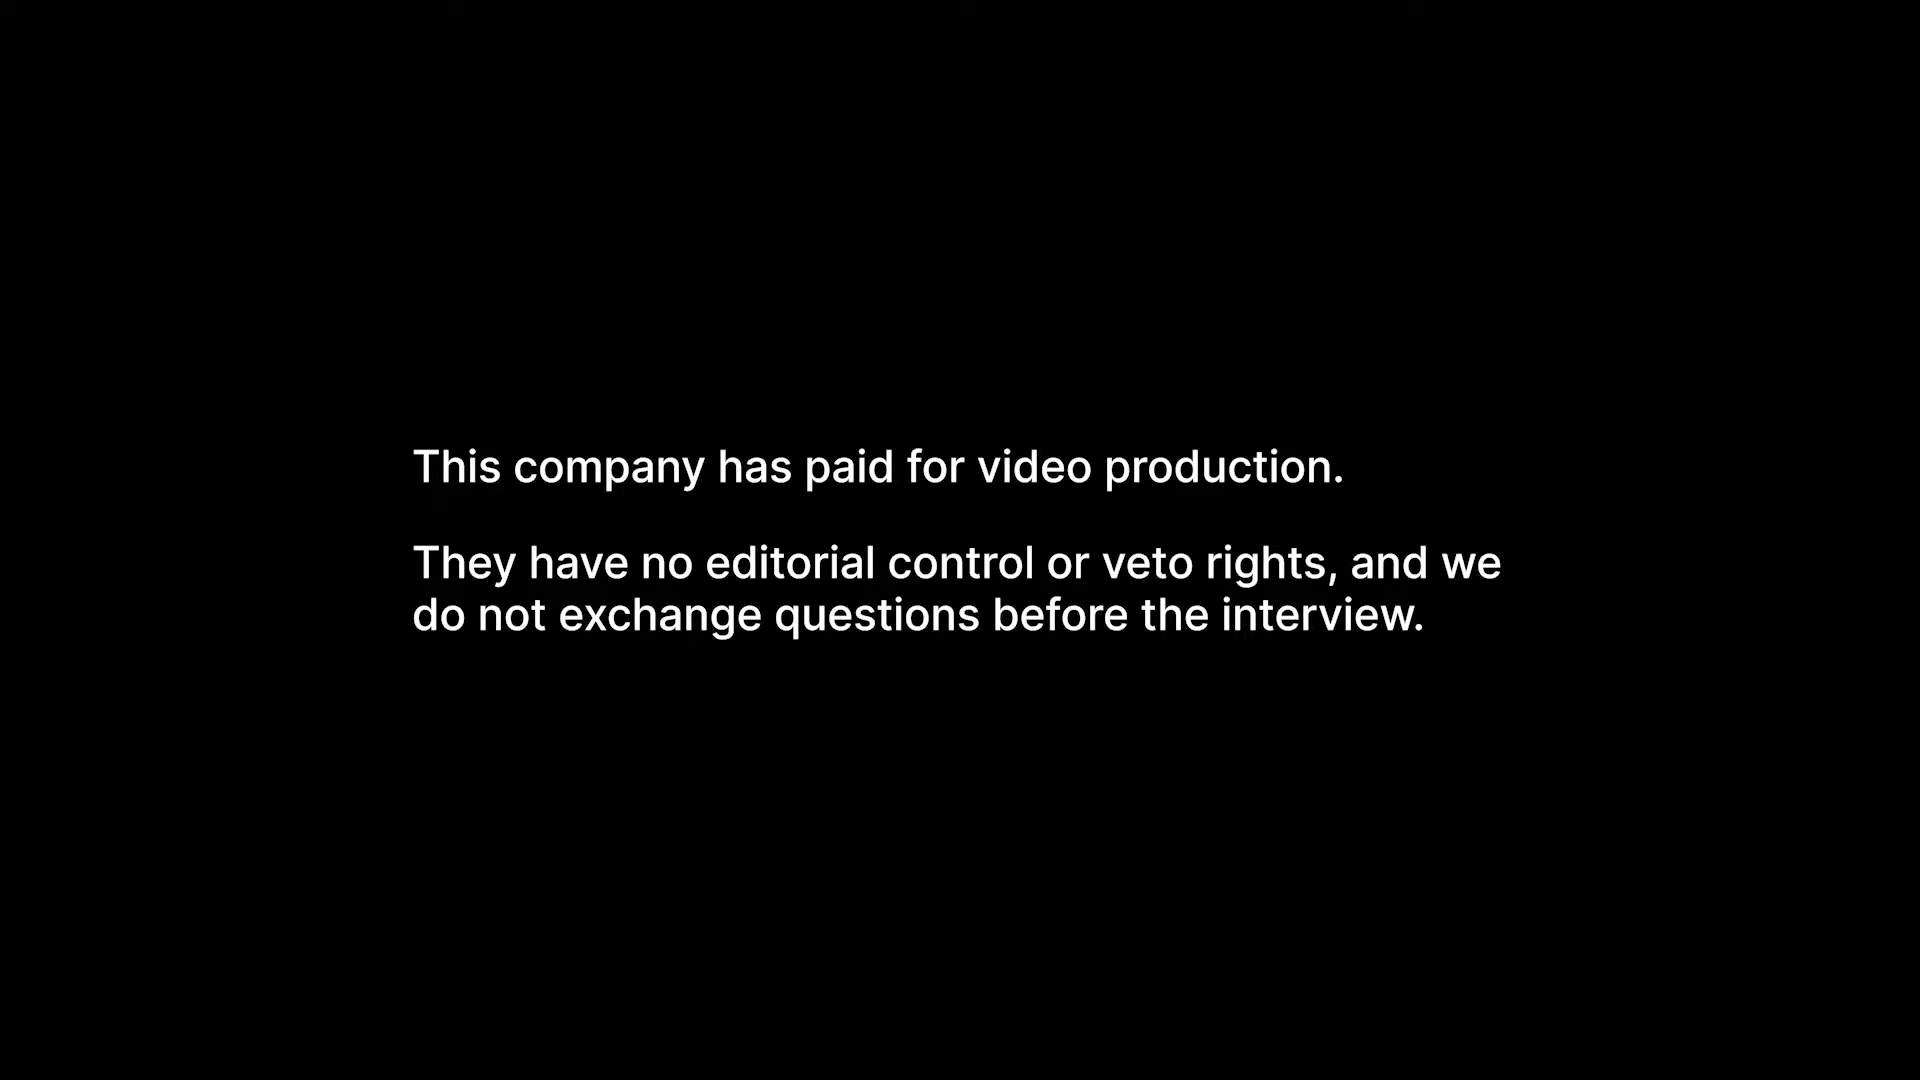 This company has paid for video production.
They have no editorial control or veto rights, and we
do not exchange questions before the interview.